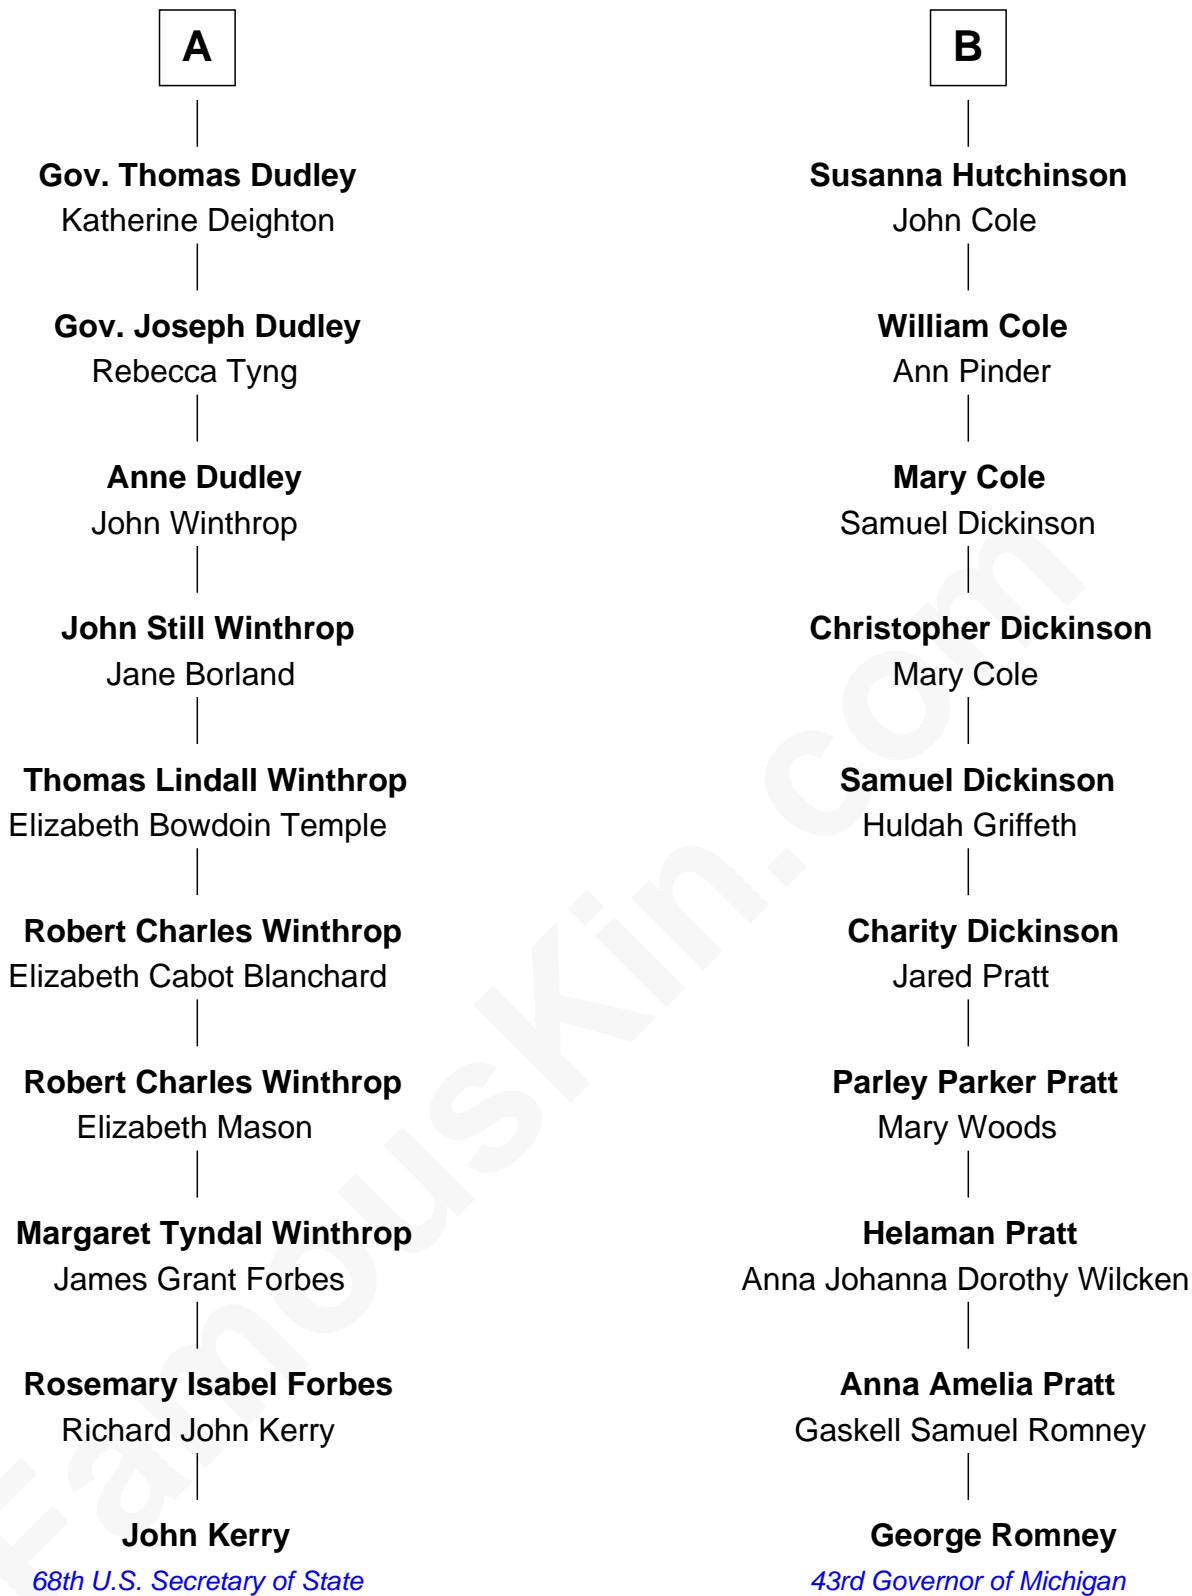 A
Gov. Thomas Dudley
Katherine Deighton
Gov. Joseph Dudley
Rebecca Tyng
Anne Dudley
John Winthrop
John Still Winthrop
Jane Borland
Thomas Lindall Winthrop
Elizabeth Bowdoin Temple
Robert Charles Winthrop
Elizabeth Cabot Blanchard
Robert Charles Winthrop
Elizabeth Mason
Margaret Tyndal Winthrop
James Grant Forbes
Rosemary Isabel Forbes
Richard John Kerry
John Kerry
68th U.S. Secretary of State
B
Susanna Hutchinson
John Cole
William Cole
Ann Pinder
Mary Cole
Samuel Dickinson
Christopher Dickinson
Mary Cole
Samuel Dickinson
Huldah Griffeth
Charity Dickinson
Jared Pratt
Parley Parker Pratt
Mary Woods
Helaman Pratt
Anna Johanna Dorothy Wilcken
Anna Amelia Pratt
Gaskell Samuel Romney
George Romney
43rd Governor of Michigan
FamousKin.com